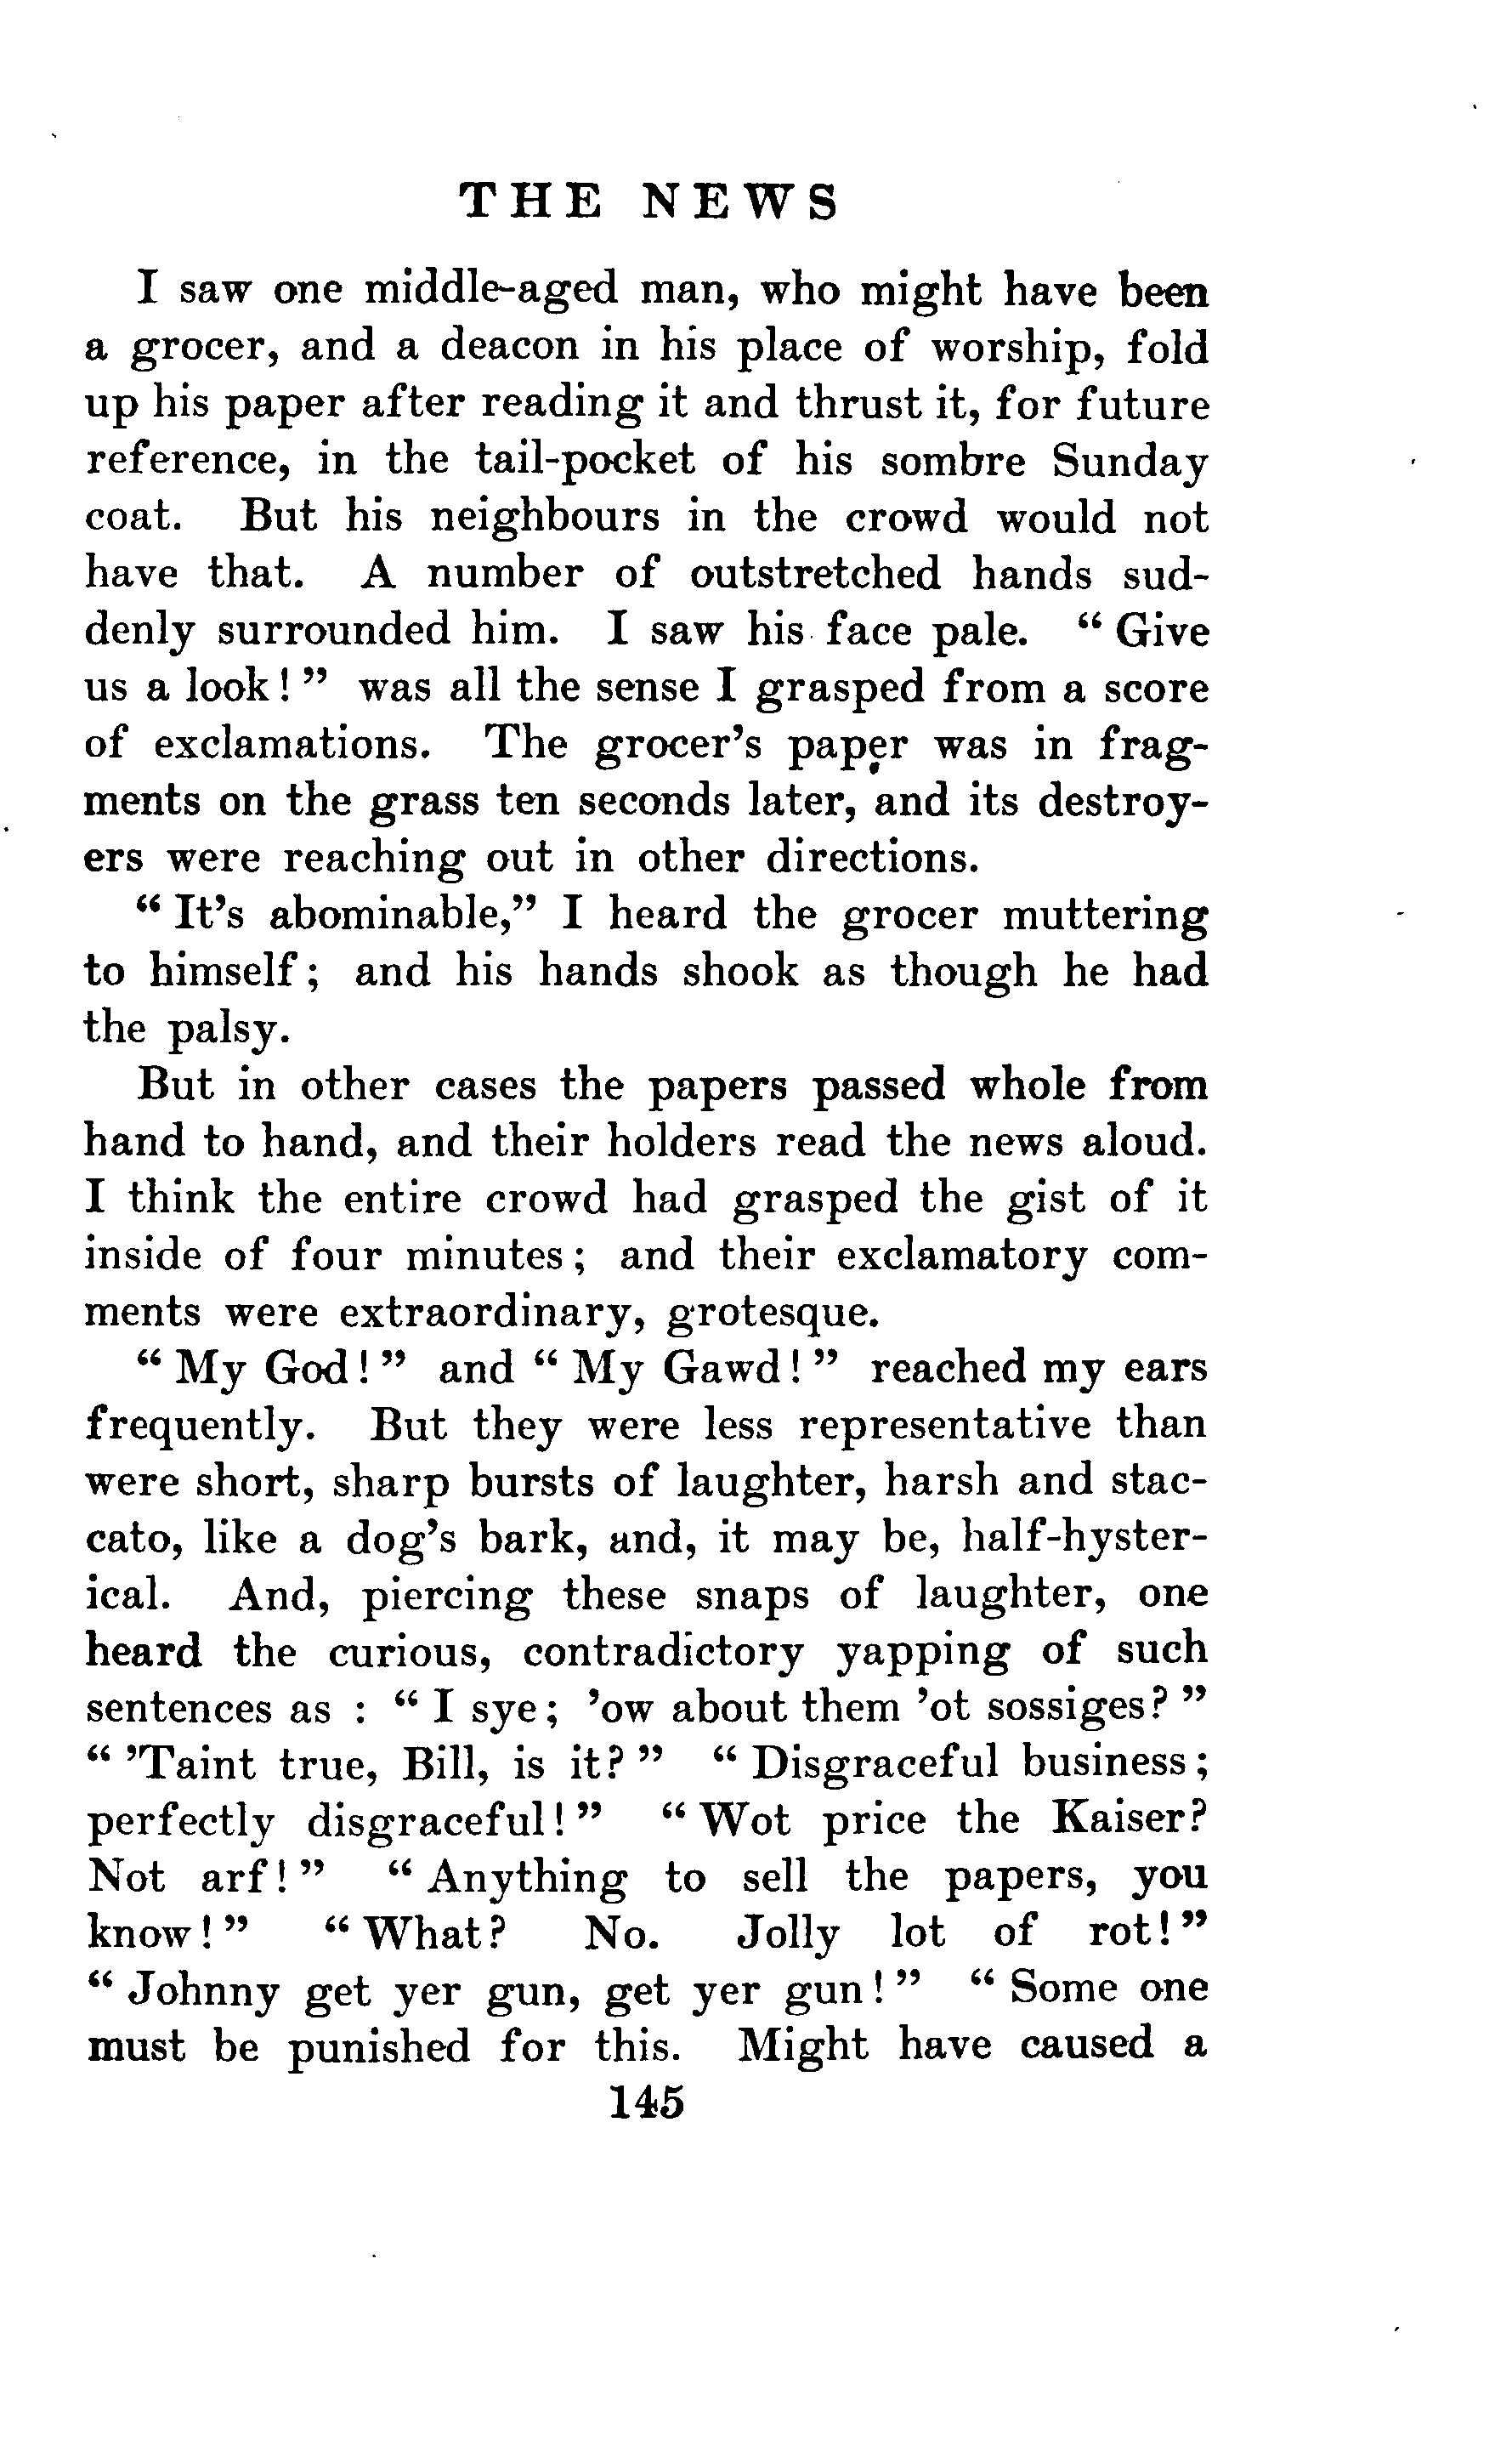 THE NEWS
I saw one middle-aged man, who might have been
a grocer, and a deacon in his place of worship, fold
up his paper after reading it and thrust it, for future
reference, in the tail-pocket of his sombre Sunday
coat. But his neighbours in the crowd would not
have that. A number of outstretched hands sud-
denly surrounded him. I saw his face pale. “ Give
us a look! ” was all the sense I grasped from a score
of exclamations. The grocer’s paper was in frag-
ments on the grass ten seconds later, and its destroy-
ers were reaching out in other directions.
“ It’s abominable,” I heard the grocer muttering
to himself; and his hands shook as though he had
the palsy.
But in other cases the papers passed whole from
hand to hand, and their holders read the news aloud.
I think the entire crowd had grasped the gist of it
inside of four minutes; and their exclamatory com-
ments were extraordinary, grotesque.
“ My God! ” and “ My Gawd! ” reached my ears
frequently. But they were less representative than
were short, sharp bursts of laughter, harsh and stac-
cato, like a dog’s bark, and, it may be, half-hyster-
ical. And, piercing these snaps of laughter, one
heard the curious, contradictory yapping of such
sentences as : “ I sye; ’ow about them ’ot sossiges? ”
“ ’Taint true, Bill, is it? ” “ Disgraceful business;
perfectly disgraceful! ” “ Wot price the Kaiser?
Not arf! ” “ Anything to sell the papers, you
know! ” “ What? No. Jolly lot of rot! ”
“ Johnny get yer gun, get yer gun! ” “ Some one
must be punished for this. Might have caused a
145